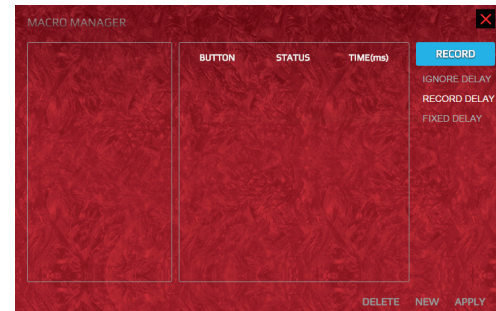 MACRO MANAGER
BUTTON STATUS TIME(ms)
RECORD
IGNORE DELAY
RECORD DELAY
FIXED DELAY
DELETE NEW APPLY